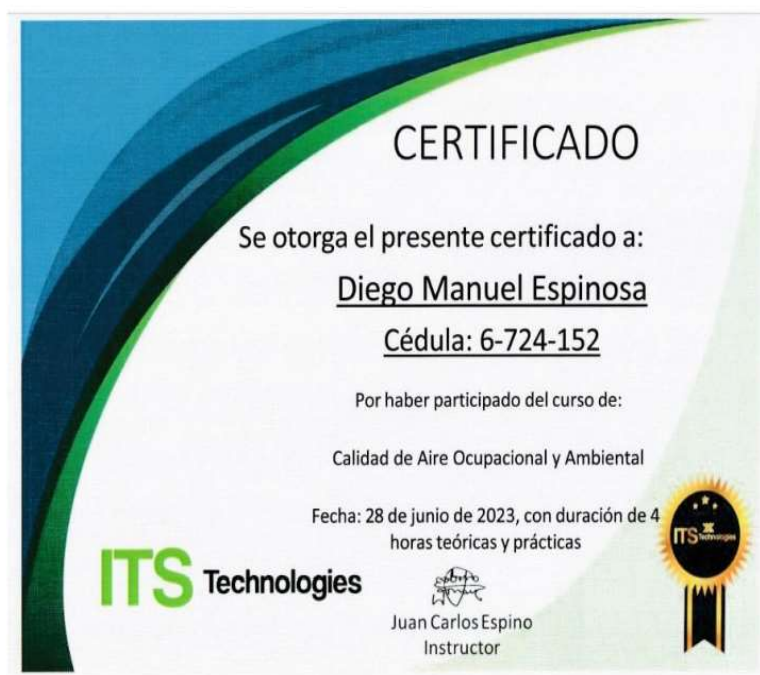 CERTIFICADO
Se otorga el presente certificado a:
Diego Manuel Espinosa
Cédula: 6-724-152
Por haber participado del curso de:
Calidad de Aire Ocupacional y Ambiental
Fecha: 28 de junio de 2023, con duración de 4
horas teóricas y prácticas
ITS Technologies
Juan Carlos Espino
Instructor
ITS Technologies